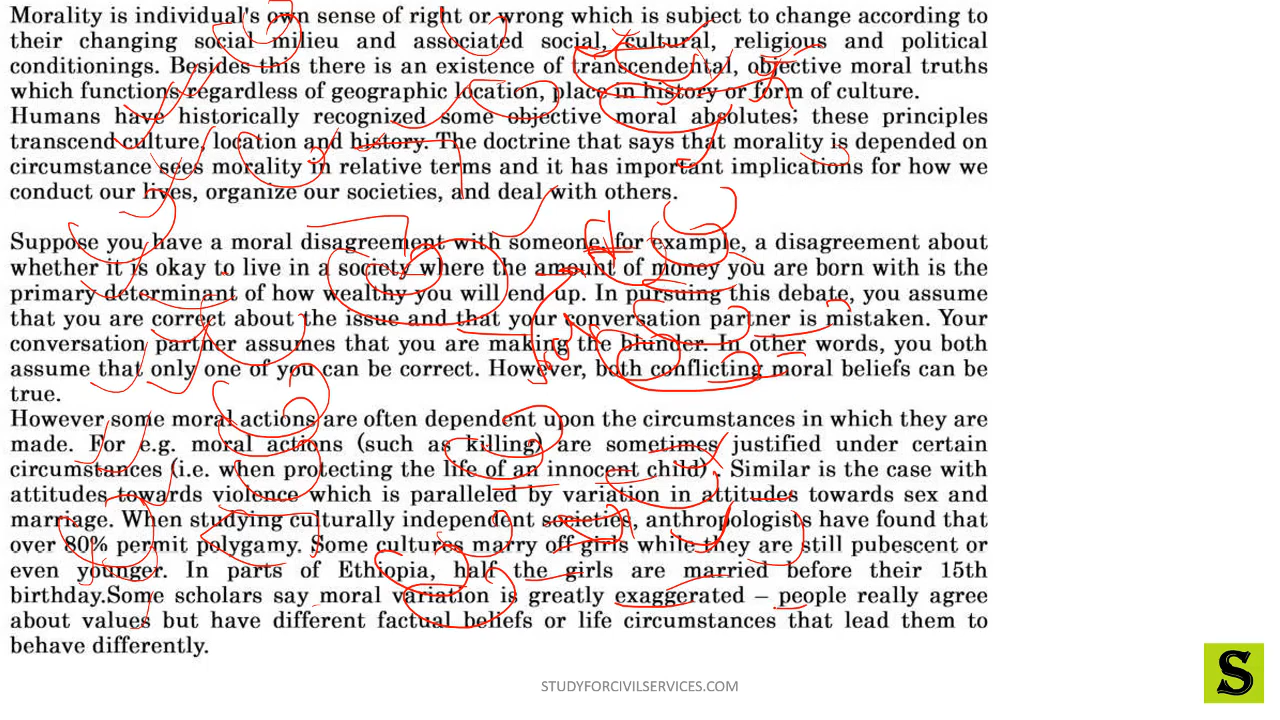 Morality is individual's own sense of right or wrong which is subject to change according to
their changing social milieu and associated social, cultural, religious and political
conditionings. Besides this there is an existence of transcendental, objective moral truths
which functions regardless of geographic location, place in history or form of culture.
Humans have historically recognized some objective moral absolutes; these principles
transcend culture, location and history. The doctrine that says that morality is depended on
circumstance sees morality in relative terms and it has important implications for how we
conduct our lives, organize our societies, and deal with others.
Suppose you have a moral disagreement with someone, for example, a disagreement about
whether it is okay to live in a society where the amount of money you are born with is the
primary determinant of how wealthy you will end up. In pursuing this debate, you assume
that you are correct about the issue and that your conversation partner is mistaken. Your
conversation partner assumes that you are making the blunder. In other words, you both
assume that only one of you can be correct. However, both conflicting moral beliefs can be
true.
However some moral actions are often dependent upon the circumstances in which they are
made. For e.g. moral actions (such as killing) are sometimes justified under certain
circumstances (i.e. when protecting the life of an innocent child) . Similar is the case with
attitudes towards violence which is paralleled by variation in attitudes towards sex and
marriage. When studying culturally independent societies, anthropologists have found that
over 80% permit polygamy. Some cultures marry off girls while they are still pubescent or
even younger. In parts of Ethiopia, half the girls are married before their 15th
birthday.Some scholars say moral variation is greatly exaggerated – people really agree
about values but have different factual beliefs or life circumstances that lead them to
behave differently.
STUDYFORCIVILSERVICES.COM
S